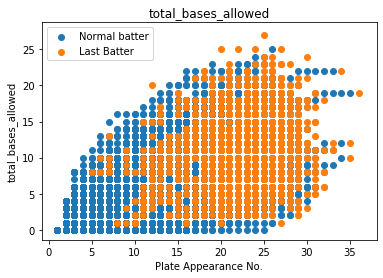 total_bases_allowed
Normal batter
Last Batter
total_bases_allowed
25
20
15
10
5
0
0 5 10 15 20 25 30 35
Plate Appearance No.